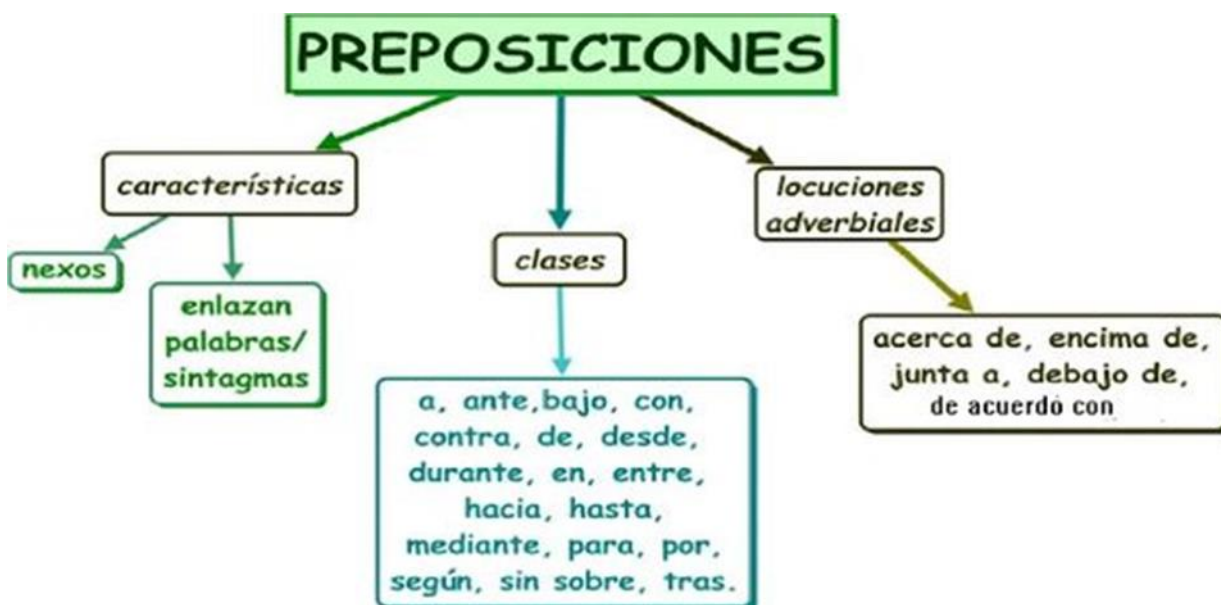 PREPOSICIONES
características
nexos
enlazan
palabras/
sintagmas
clases
a, ante,bajo, con,
contra, de, desde,
durante, en, entre,
hacia, hasta,
mediante, para, por,
según, sin sobre, tras.
locuciones
adverbiales
acerca de, encima de,
junta a, debajo de,
de acuerdo con